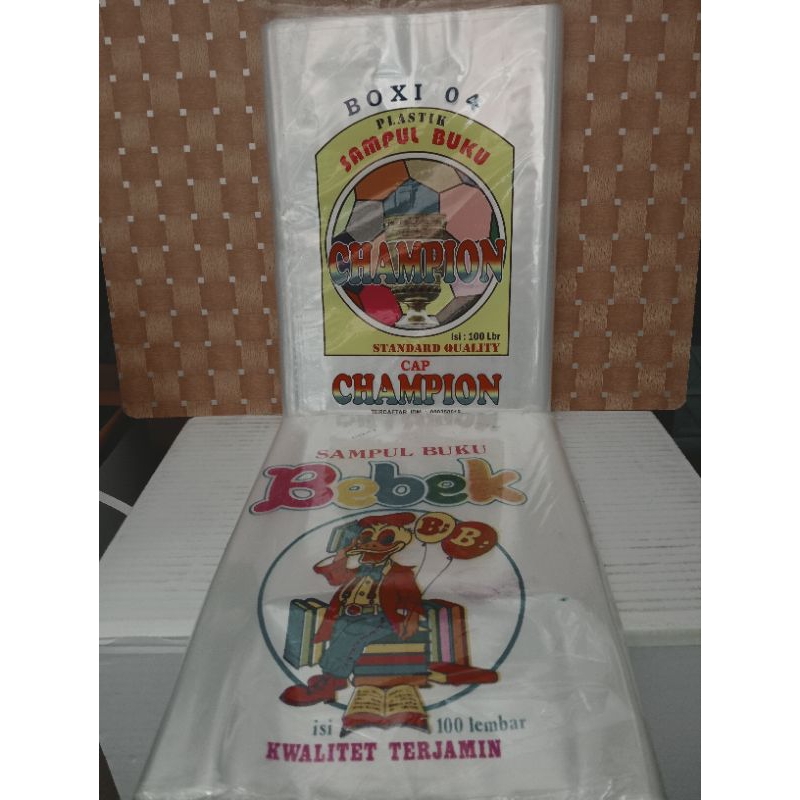 BOXI 04
PLASTIK
SAMPUL BUKU
CHAMPION
isi : 100 Lbr
STANDARD QUALITY
CAP
CHAMPION
TERDAFTAR
SAMPUL BUKU
Bebek
B. B.
isi 100 lembar
KWALITET TERJAMIN